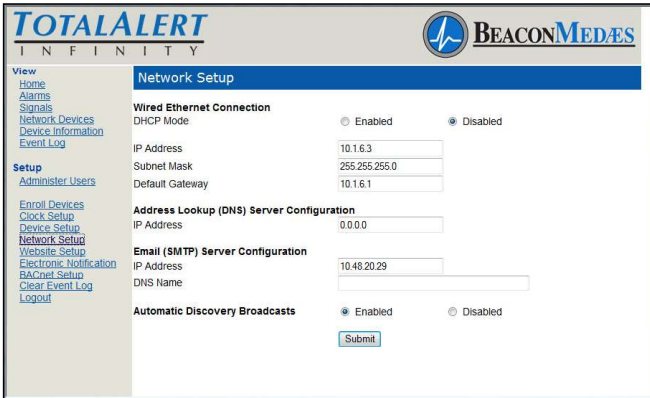 TOTALALERT
INFINITY
BEACONMEDÆS
View
Home
Alarms
Signals
Network Devices
Device Information
Event Log
Setup
Administer Users
Enroll Devices
Clock Setup
Device Setup
Network Setup
Website Setup
Electronic Notification
BACnet Setup
Clear Event Log
Logout
Network Setup
Wired Ethernet Connection
DHCP Mode Enabled Disabled
IP Address 10.1.6.3
Subnet Mask 255.255.255.0
Default Gateway 10.1.6.1
Address Lookup (DNS) Server Configuration
IP Address 0.0.0.0
Email (SMTP) Server Configuration
IP Address 10.48.20.29
DNS Name
Automatic Discovery Broadcasts Enabled Disabled
Submit